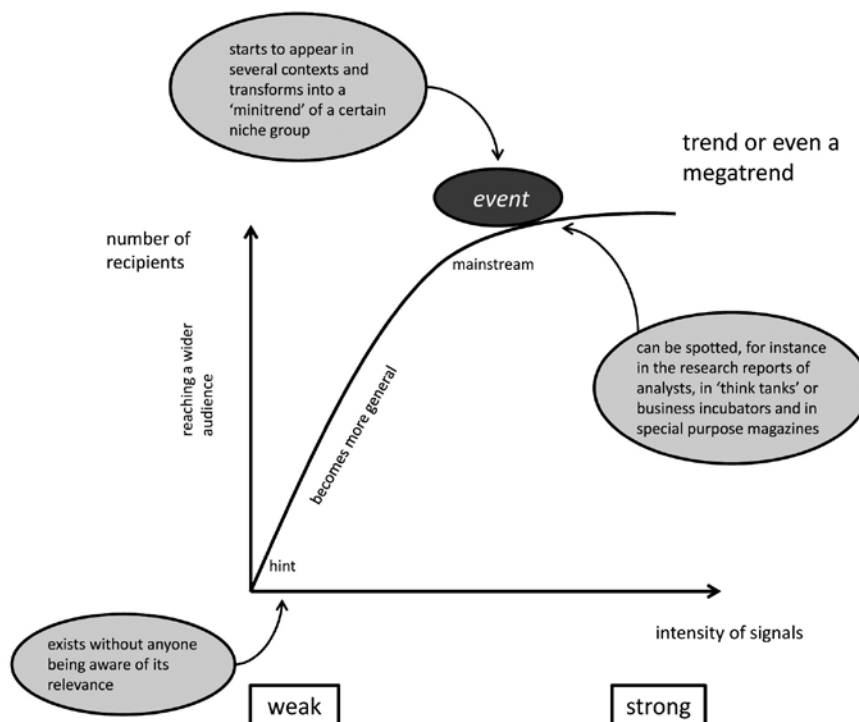 starts to appear in
several contexts and
transforms into a
‘minitrend’ of a certain
niche group
trend or even a
megatrend
event
number of
recipients
mainstream
reaching a wider
audience
becomes more general
can be spotted, for instance
in the research reports of
analysts, in ‘think tanks’ or
business incubators and in
special purpose magazines
hint
exists without anyone
being aware of its
relevance
intensity of signals
weak
strong